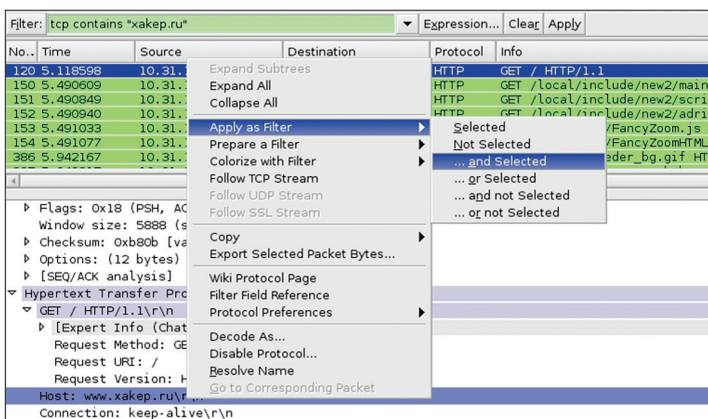 Filter: tcp contains "xakep.ru" Expression... Clear Apply
No.. Time Source Destination Protocol Info
120 5.118598 10.31. HTTP GET / HTTP/1.1
150 5.490609 10.31. HTTP GET /local/include/new2/main
151 5.490849 10.31. HTTP GET /local/include/new2/scri
152 5.490940 10.31. HTTP GET /local/include/new2/adri
153 5.491033 10.31. /FancyZoom.js
154 5.491077 10.31. /FancyZoomHTML
386 5.942167 10.31. eder_bg.gif HT
Expand Subtrees
Expand All
Collapse All
Apply as Filter
Prepare a Filter
Colorize with Filter
Follow TCP Stream
Follow UDP Stream
Follow SSL Stream
Copy
Export Selected Packet Bytes...
Wiki Protocol Page
Filter Field Reference
Protocol Preferences
Decode As...
Disable Protocol...
Resolve Name
Go to Corresponding Packet
Selected
Not Selected
... and Selected
... or Selected
... and not Selected
... or not Selected
Flags: 0x18 (PSH, AC
Window size: 5888 (s
Checksum: 0xb80b [va
Options: (12 bytes)
[SEQ/ACK analysis]
Hypertext Transfer Pro
GET / HTTP/1.1\r\n
[Expert Info (Chat
Request Method: GE
Request URI: /
Request Version: H
Host: www.xakep.ru\r\n
Connection: keep-alive\r\n